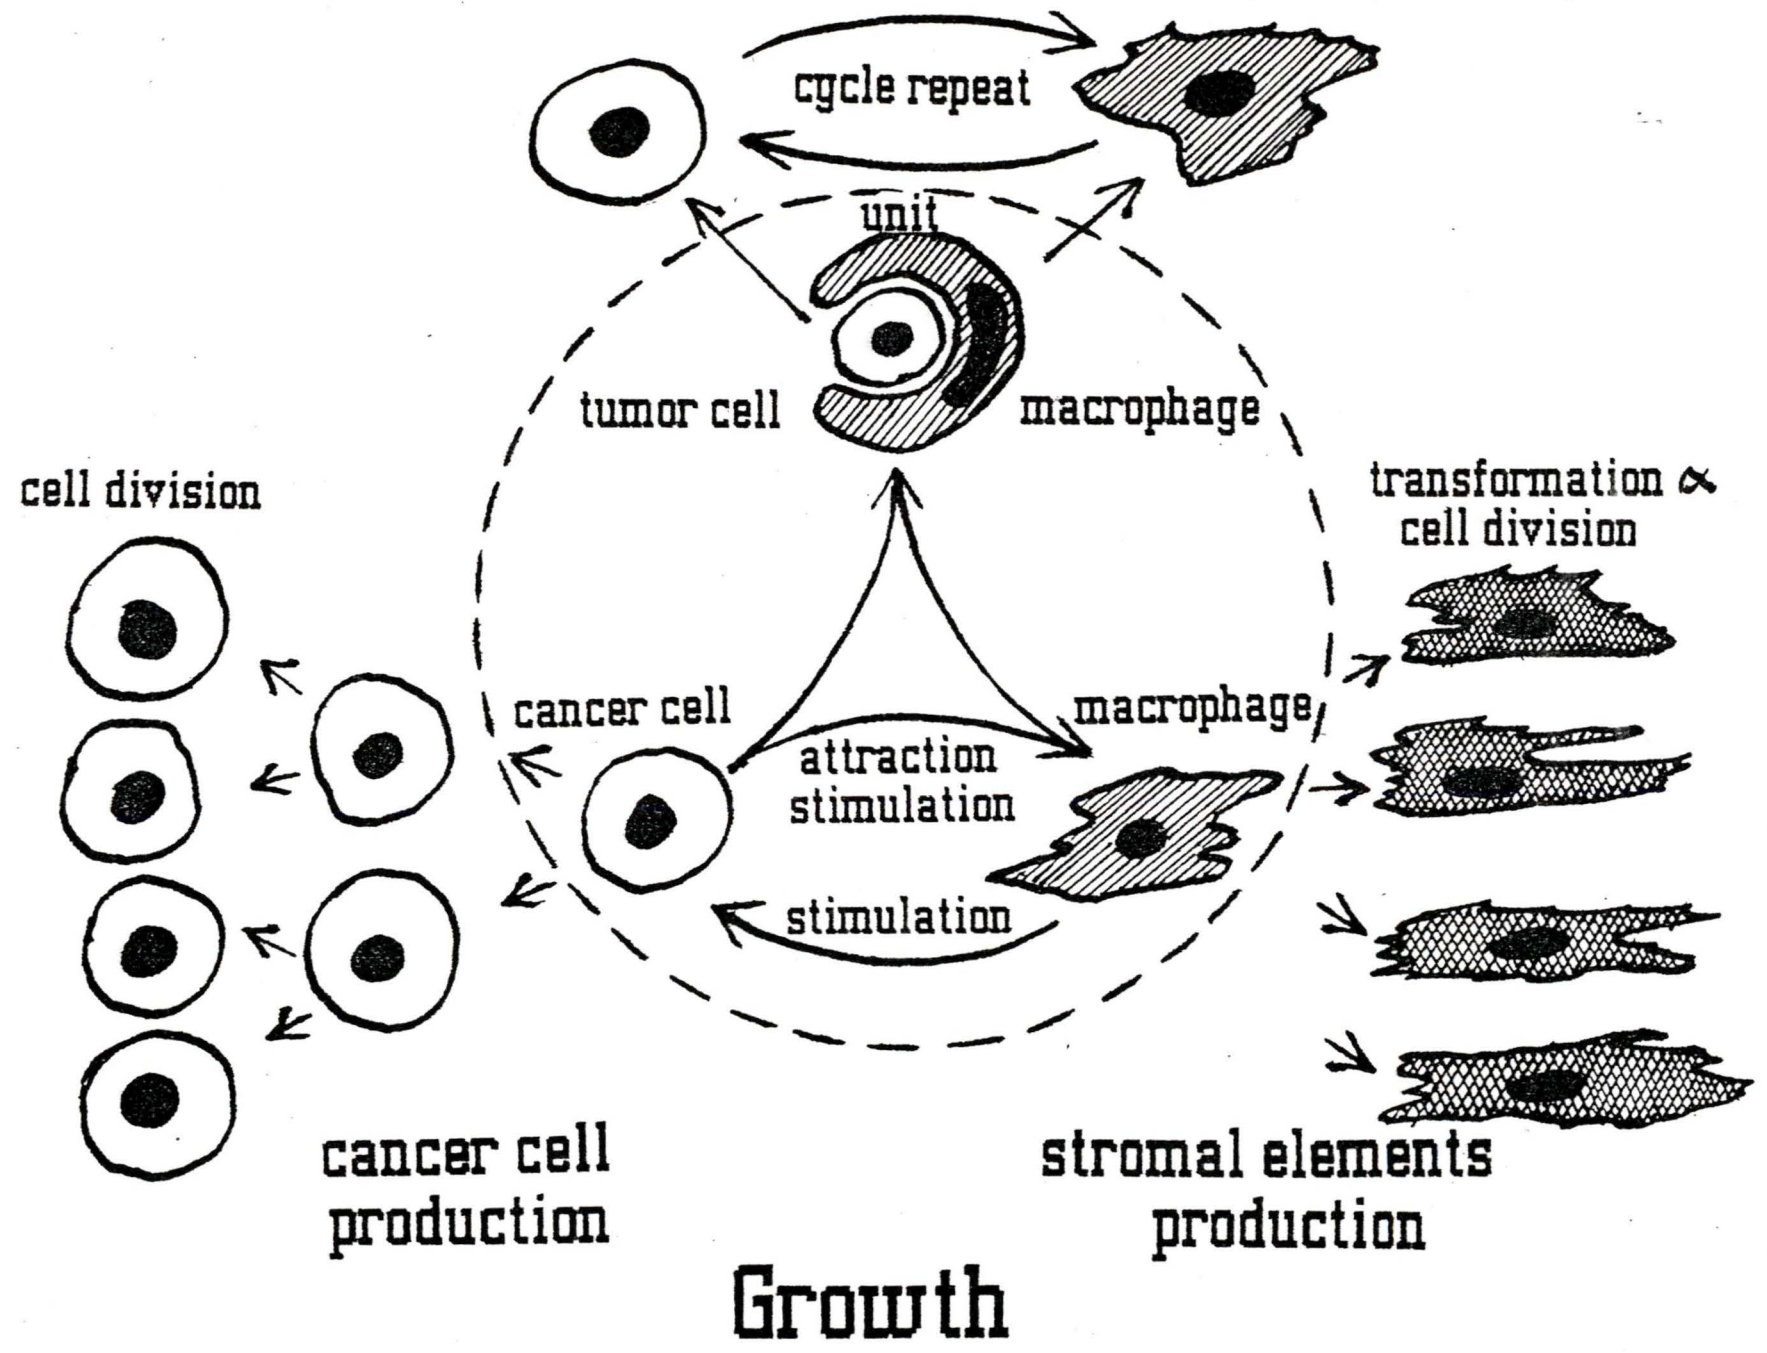 cycle repeat
unit
tumor cell
macrophage
cell division
transformation &
cell division
cancer cell
macrophage
attraction
stimulation
stimulation
cancer cell
production
stromal elements
production
Growth